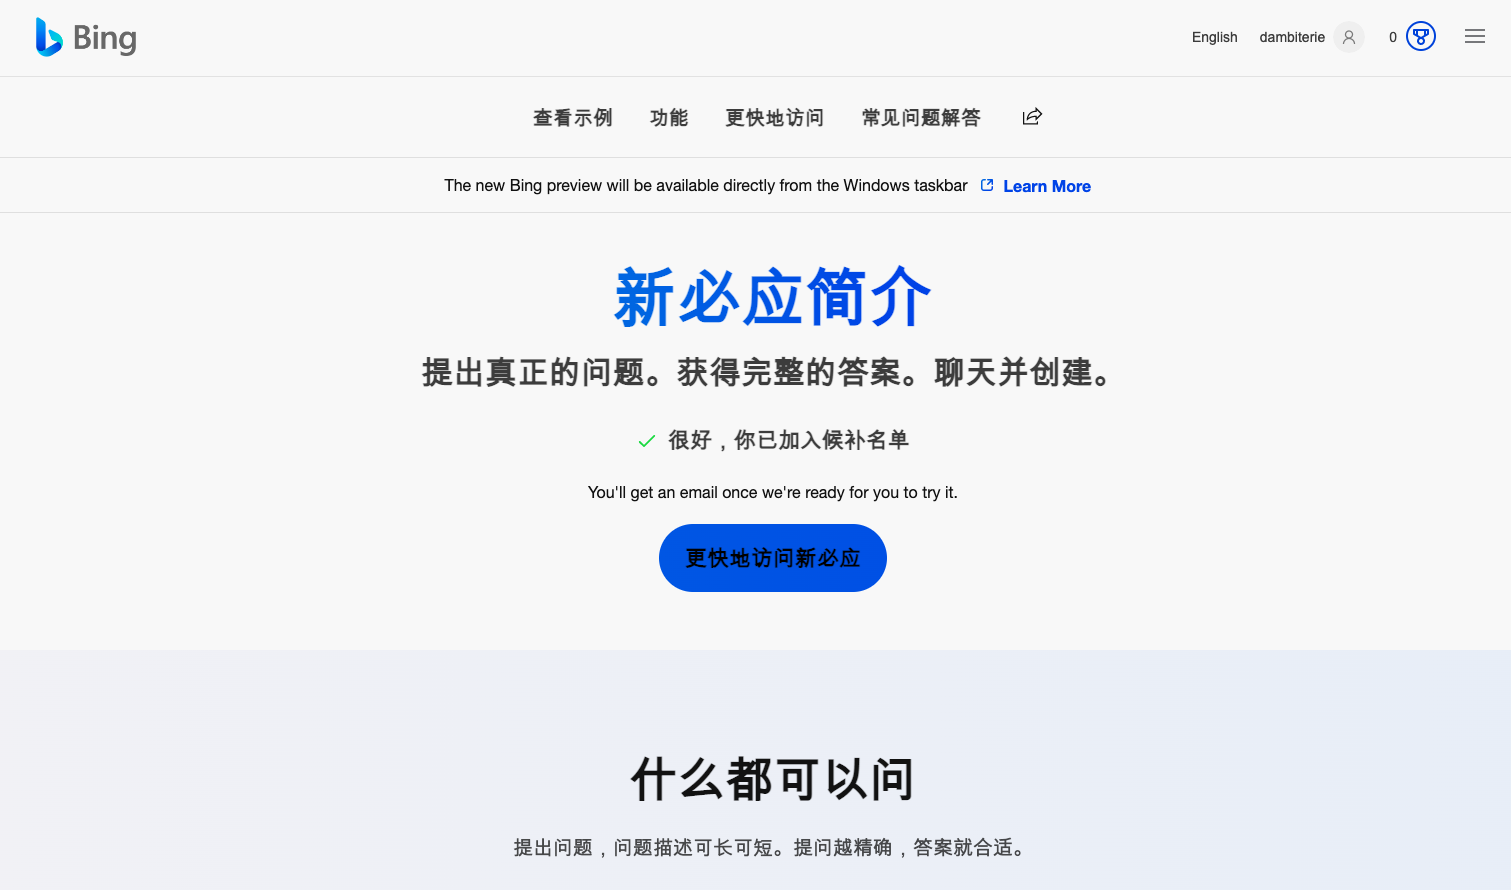 Bing
English
dambiterie
0
查看示例
功能
更快地访问
常见问题解答
The new Bing preview will be available directly from the Windows taskbar
Learn More
新必应简介
提出真正的问题。获得完整的答案。聊天并创建。
很好，你已加入候补名单
You'll get an email once we're ready for you to try it.
更快地访问新必应
什么都可以问
提出问题，问题描述可长可短。提问越精确，答案就合适。